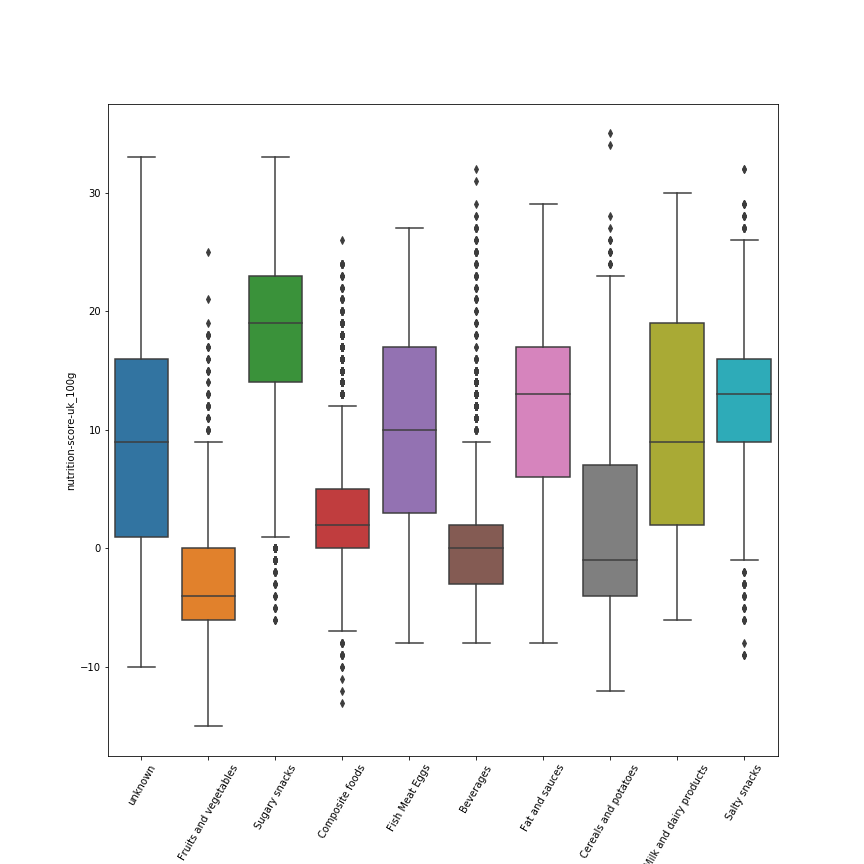 nutrition-score-uk_100g
30
20
10
0
−10
unknown
Fruits and vegetables
Sugary snacks
Composite foods
Fish Meat Eggs
Beverages
Fat and sauces
Cereals and potatoes
Milk and dairy products
Salty snacks